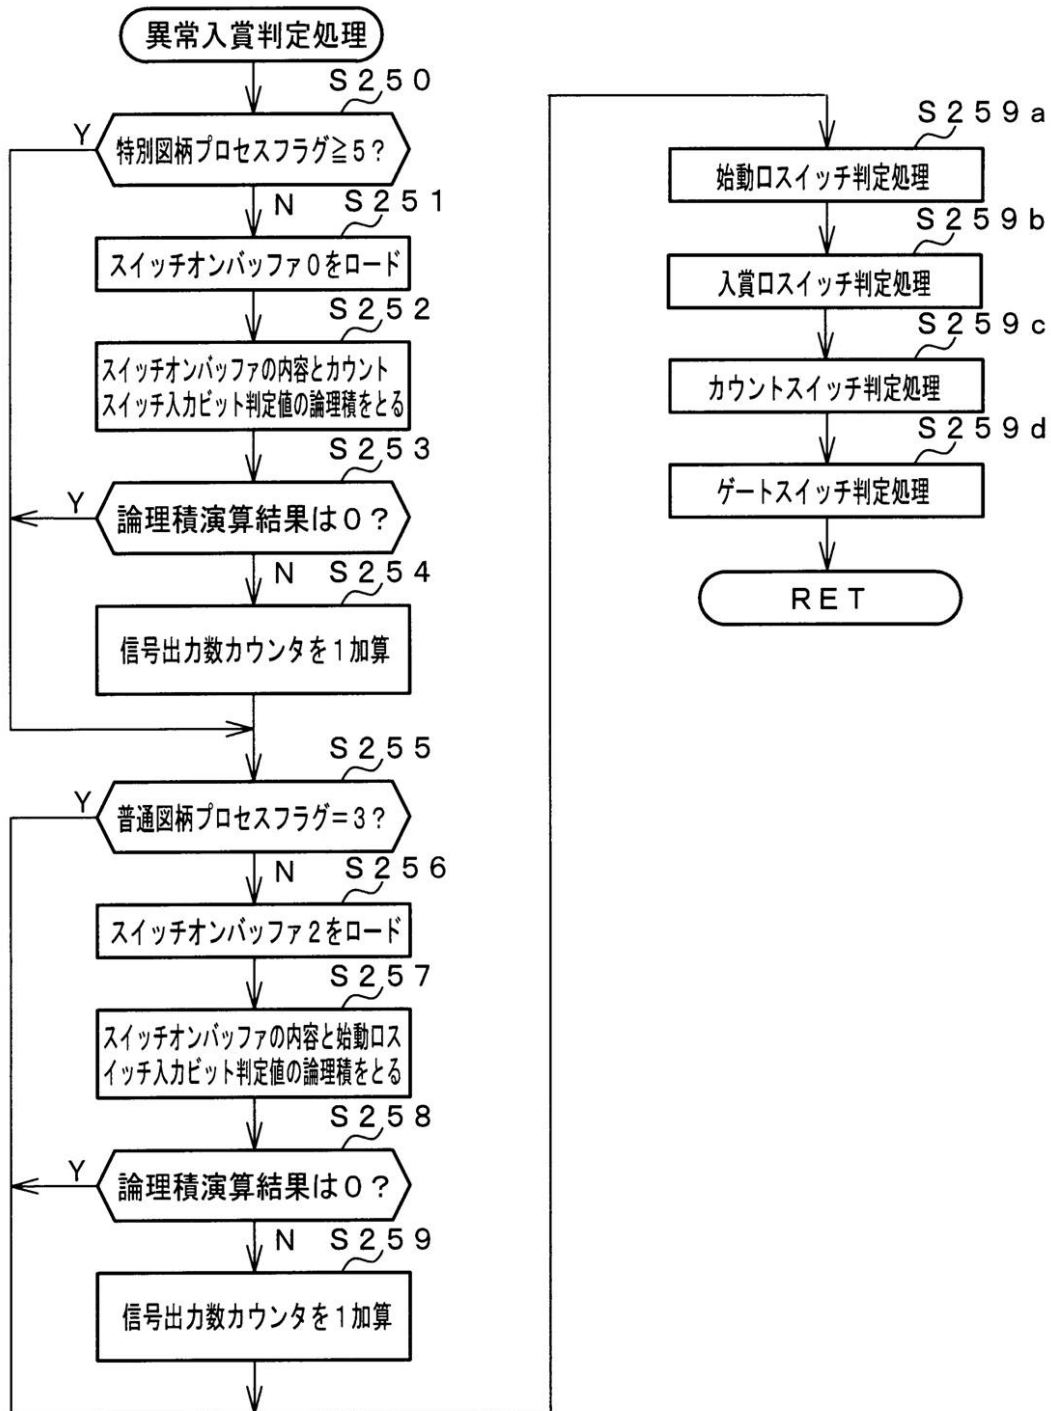 異常入賞判定処理
S250
Y
特別図柄プロセスフラグ≧5?
N
S251
スイッチオンバッファ0をロード
S252
スイッチオンバッファの内容とカウント
スイッチ入力ビット判定値の論理積をとる
S253
Y
論理積演算結果は0?
N
S254
信号出力数カウンタを1加算
S255
Y
普通図柄プロセスフラグ=3?
N
S256
スイッチオンバッファ2をロード
S257
スイッチオンバッファの内容と始動口ス
イッチ入力ビット判定値の論理積をとる
S258
Y
論理積演算結果は0?
N
S259
信号出力数カウンタを1加算
S259a
始動口スイッチ判定処理
S259b
入賞口スイッチ判定処理
S259c
カウントスイッチ判定処理
S259d
ゲートスイッチ判定処理
RET